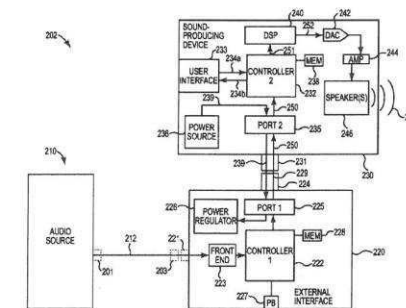 202
SOUND-
PRODUCING
DEVICE
240
252
242
DSP
DAC
233
234a
251
244
AMP
USER
INTERFACE
234b
CONTROLLER
2
MEM
238
232
239
250
SPEAKER(S)
246
236
POWER
SOURCE
PORT 2
235
250
230
210
239
231
229
224
226
POWER
REGULATOR
PORT 1
225
AUDIO
SOURCE
212
221
MEM
228
220
FRONT
END
CONTROLLER
1
222
201
203
223
227
PB
EXTERNAL
INTERFACE